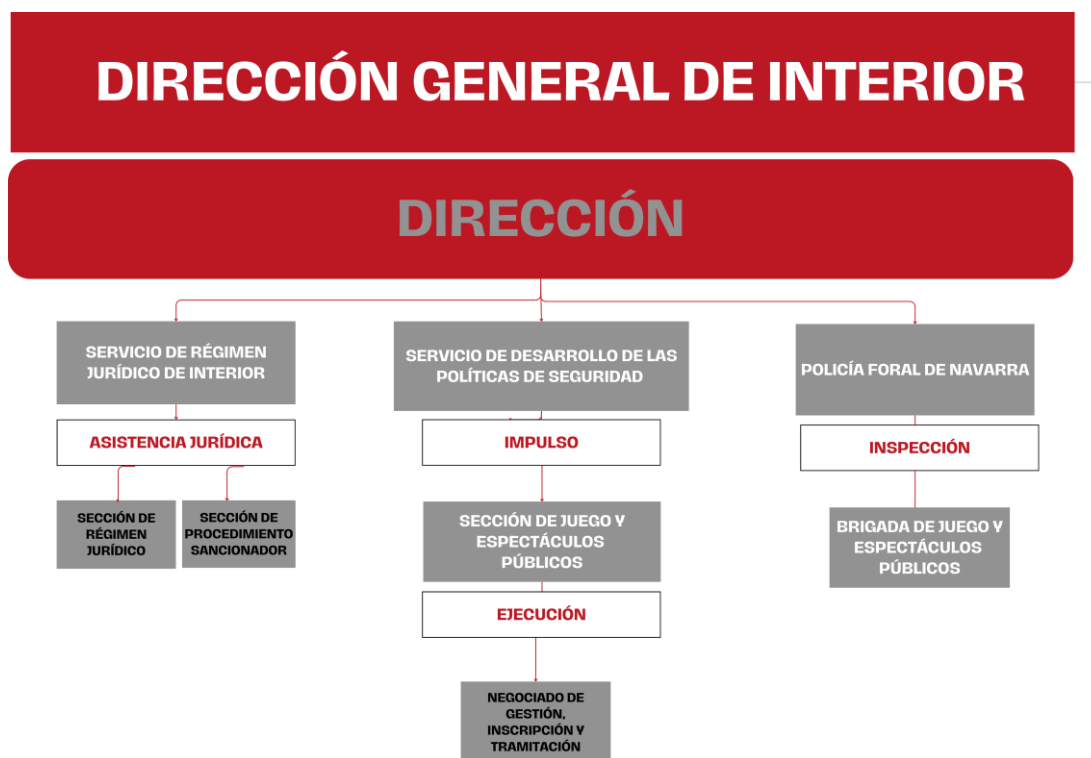 DIRECCIÓN GENERAL DE INTERIOR
DIRECCIÓN
SERVICIO DE RÉGIMEN
JURÍDICO DE INTERIOR
ASISTENCIA JURÍDICA
SECCIÓN DE
RÉGIMEN
JURÍDICO
SECCIÓN DE
PROCEDIMIENTO
SANCIONADOR
SERVICIO DE DESARROLLO DE LAS
POLÍTICAS DE SEGURIDAD
IMPULSO
SECCIÓN DE JUEGO Y
ESPECTÁCULOS
PÚBLICOS
EJECUCIÓN
NEGOCIADO DE
GESTIÓN,
INSCRIPCIÓN Y
TRAMITACIÓN
POLICÍA FORAL DE NAVARRA
INSPECCIÓN
BRIGADA DE JUEGO Y
ESPECTÁCULOS
PÚBLICOS